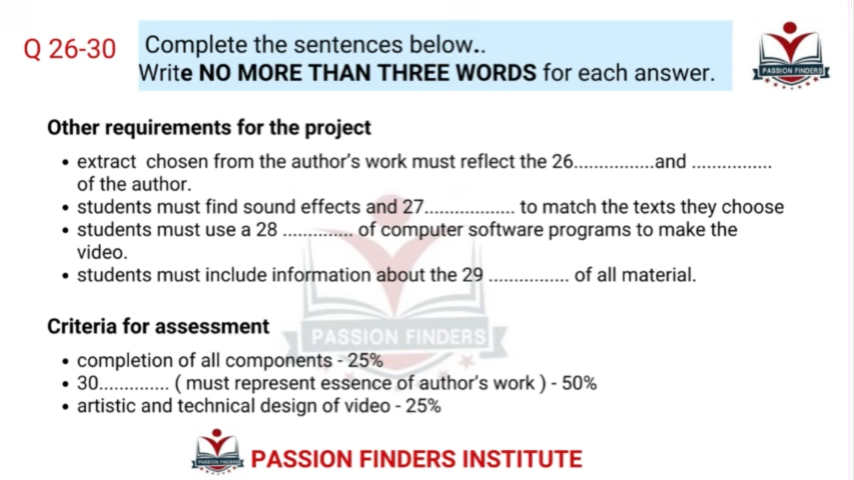 Q 26-30
Complete the sentences below..
Write NO MORE THAN THREE WORDS for each answer.
PASSION FINDERS
Other requirements for the project
• extract chosen from the author's work must reflect the 26................and ................
of the author.
• students must find sound effects and 27.................. to match the texts they choose
• students must use a 28 .............. of computer software programs to make the
video.
• students must include information about the 29 ................ of all material.
PASSION FINDERS
Criteria for assessment
• completion of all components - 25%
• 30.............. ( must represent essence of author's work ) - 50%
• artistic and technical design of video - 25%
PASSION FINDERS
PASSION FINDERS INSTITUTE